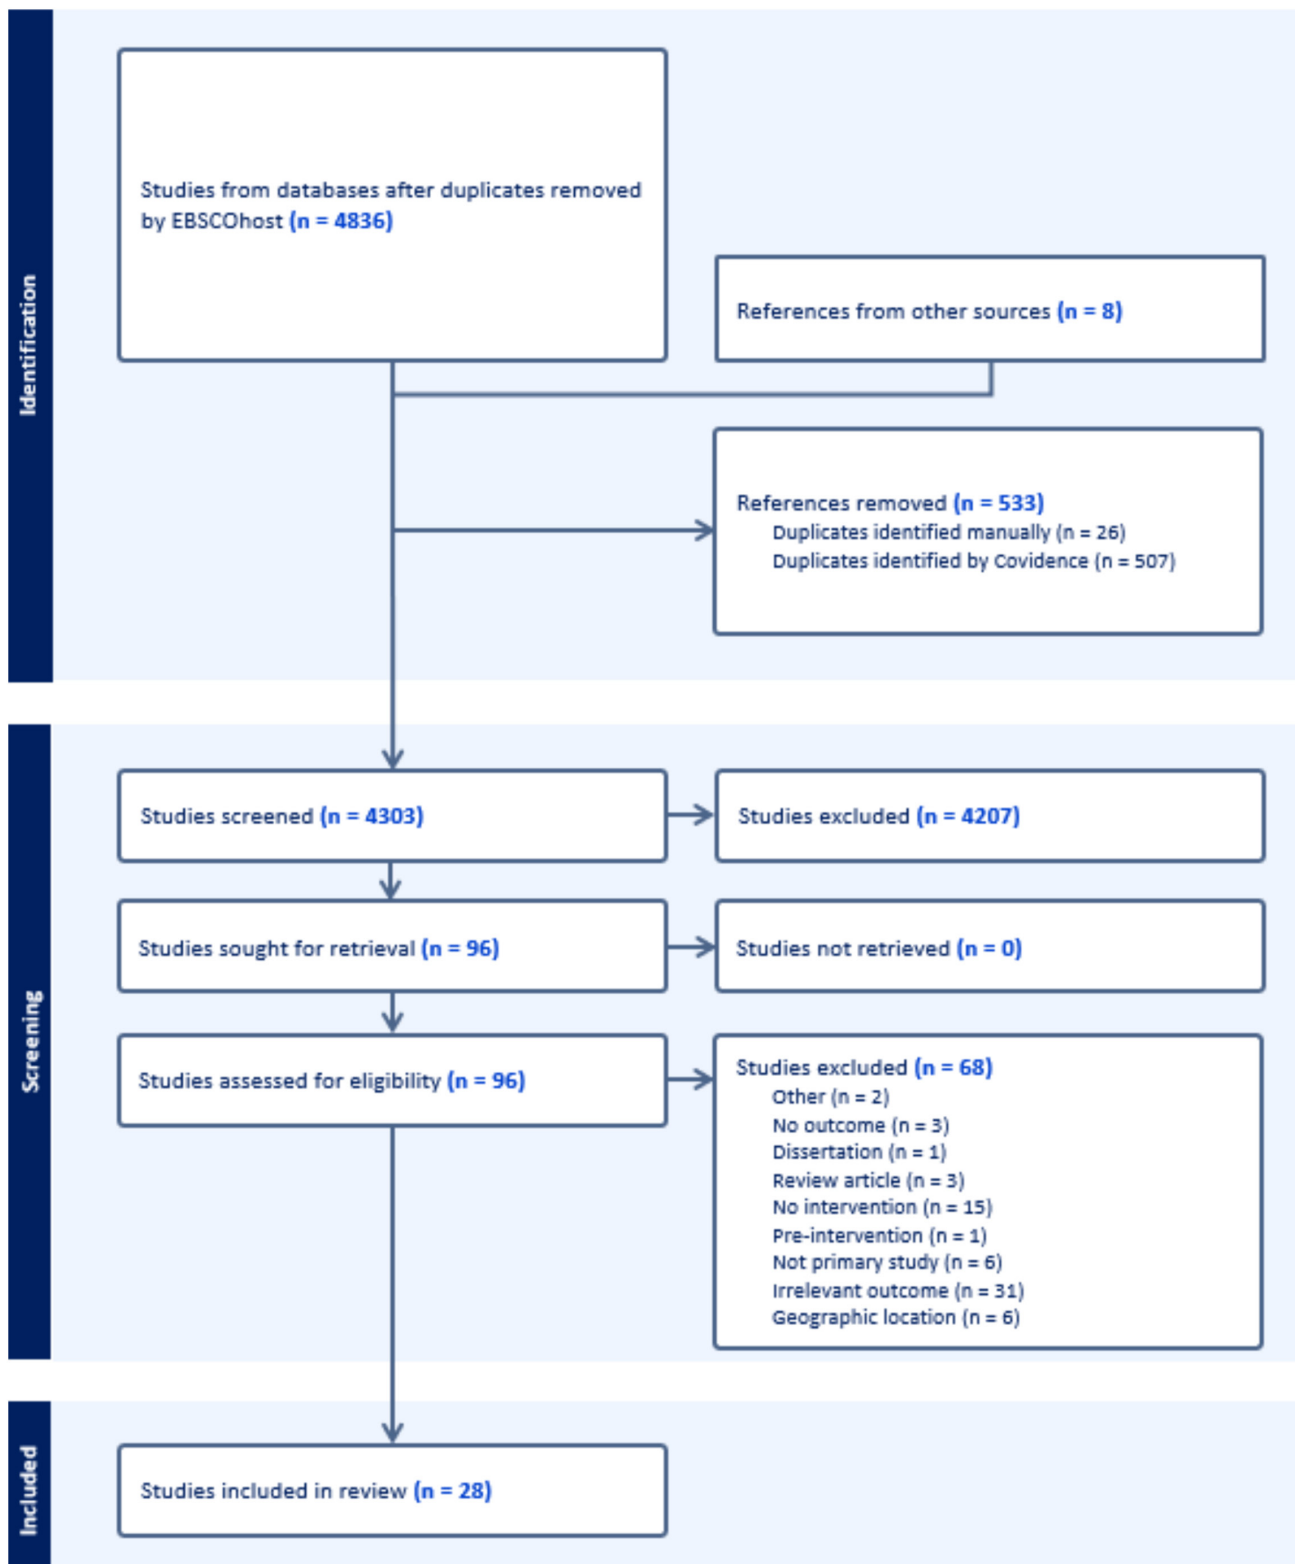 Identification
Studies from databases after duplicates removed
by EBSCOhost (n = 4836)
References from other sources (n = 8)
References removed (n = 533)
Duplicates identified manually (n = 26)
Duplicates identified by Covidence (n = 507)
Screening
Studies screened (n = 4303)
Studies excluded (n = 4207)
Studies sought for retrieval (n = 96)
Studies not retrieved (n = 0)
Studies assessed for eligibility (n = 96)
Studies excluded (n = 68)
Other (n = 2)
No outcome (n = 3)
Dissertation (n = 1)
Review article (n = 3)
No intervention (n = 15)
Pre-intervention (n = 1)
Not primary study (n = 6)
Irrelevant outcome (n = 31)
Geographic location (n = 6)
Included
Studies included in review (n = 28)